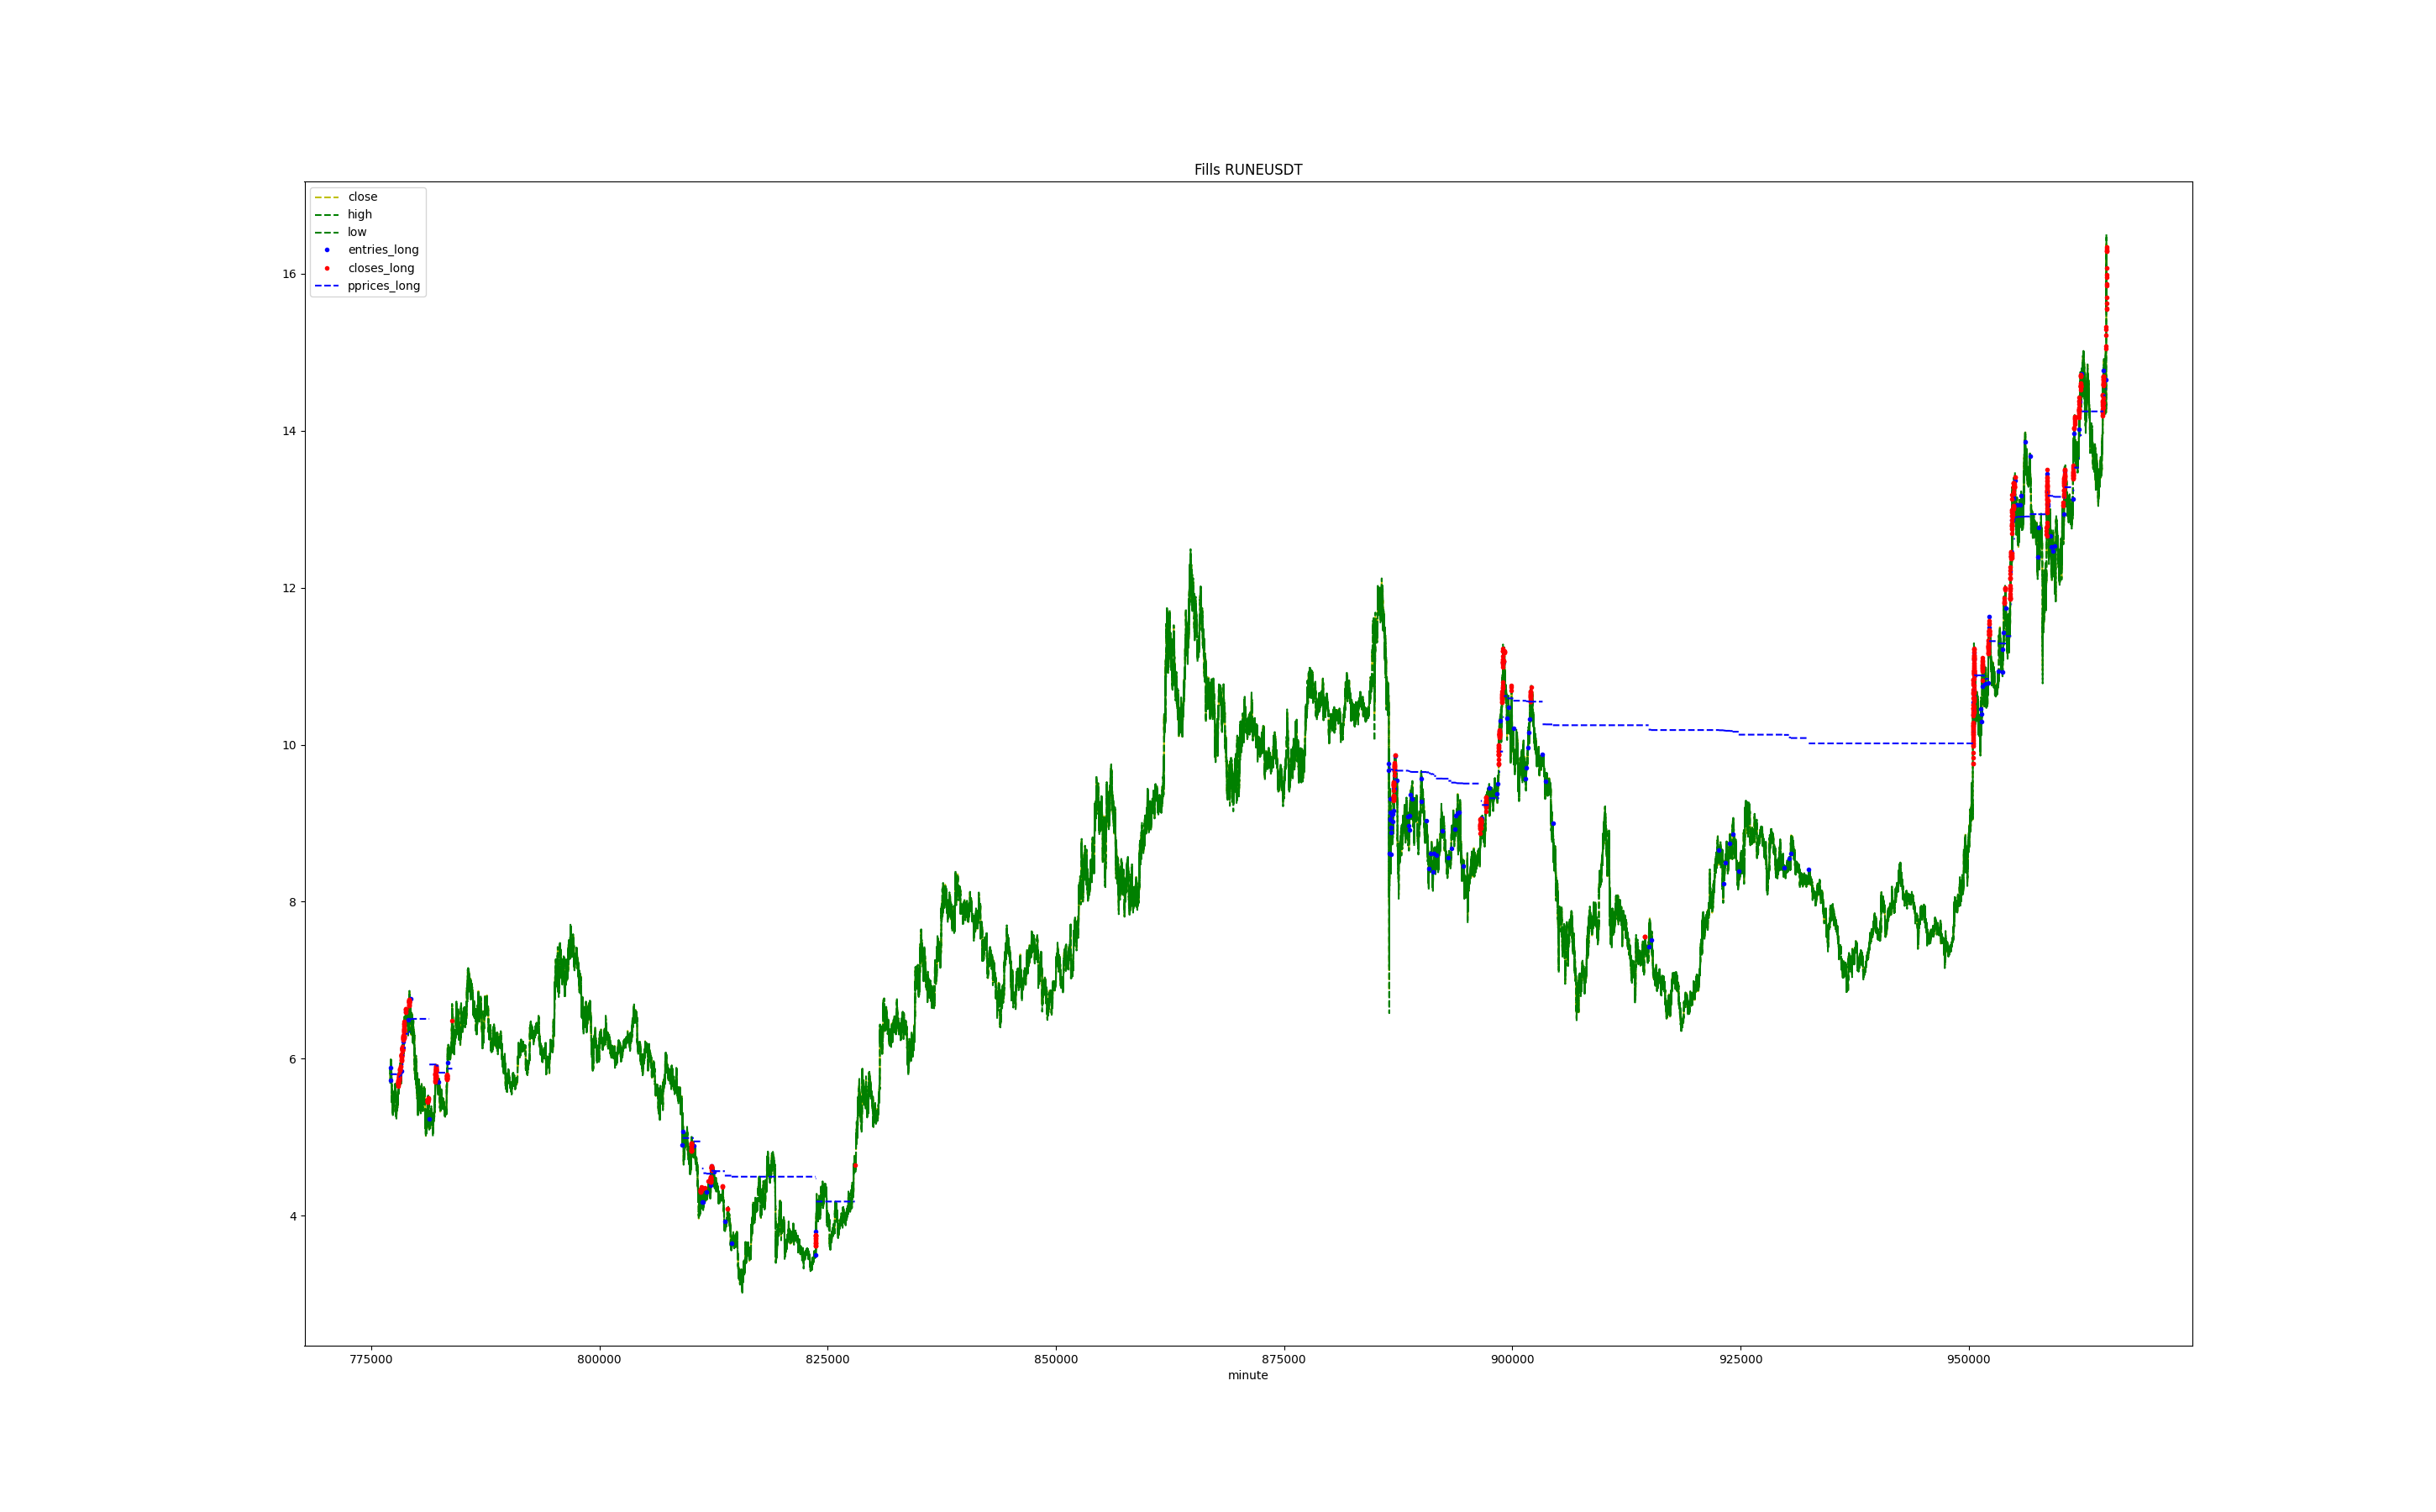 Fills RUNEUSDT
close
high
low
entries_long
closes_long
pprices_long
16
14
12
10
8
6
4
775000 800000 825000 850000 875000 900000 925000 950000
minute